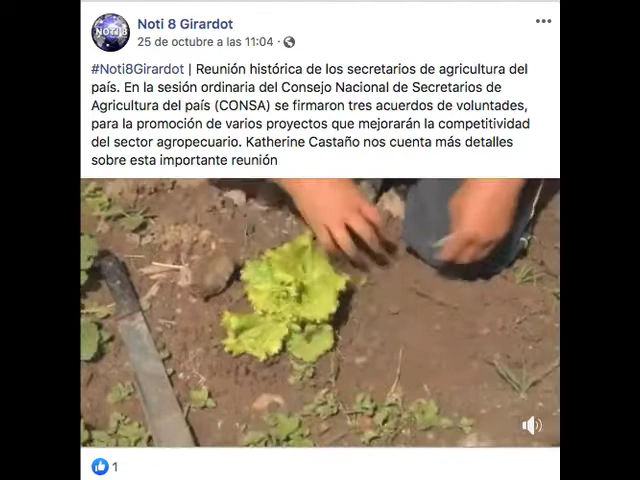 NOTI 8
Noti 8 Girardot
25 de octubre a las 11:04 ·
#Noti8Girardot | Reunión histórica de los secretarios de agricultura del
país. En la sesión ordinaria del Consejo Nacional de Secretarios de
Agricultura del país (CONSA) se firmaron tres acuerdos de voluntades,
para la promoción de varios proyectos que mejorarán la competitividad
del sector agropecuario. Katherine Castaño nos cuenta más detalles
sobre esta importante reunión
1